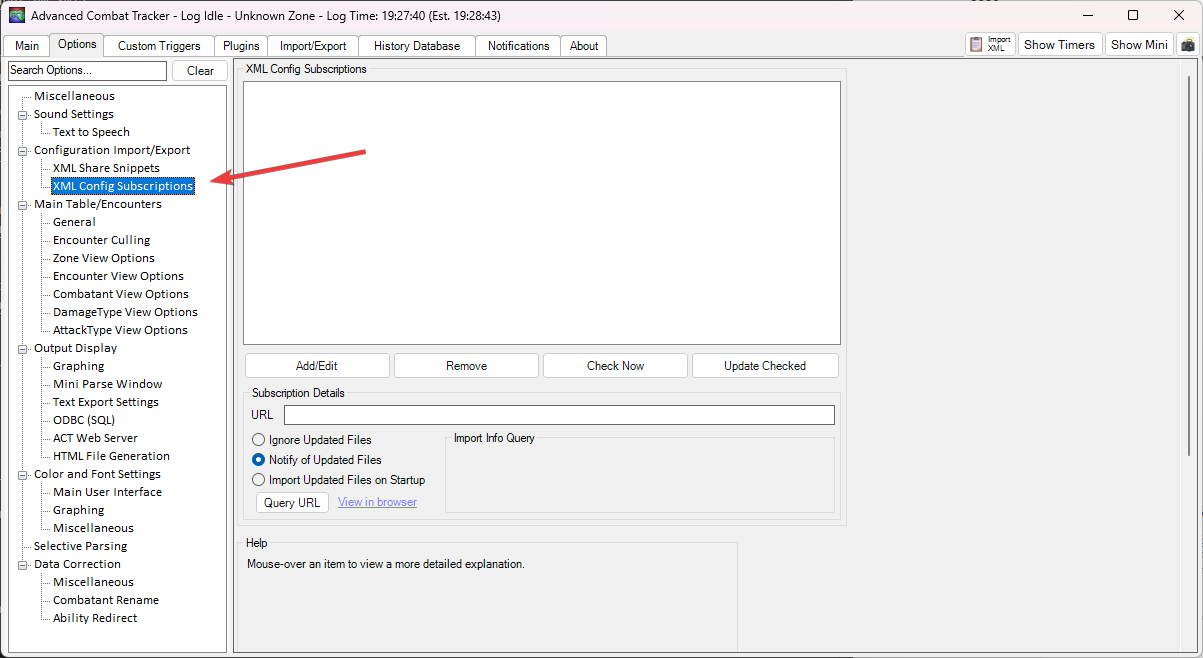 Advanced Combat Tracker - Log Idle - Unknown Zone - Log Time: 19:27:40 (Est. 19:28:43)
Main Options Custom Triggers Plugins Import/Export History Database Notifications About Import XML Show Timers Show Mini
Search Options... Clear
Miscellaneous
Sound Settings
Text to Speech
Configuration Import/Export
XML Share Snippets
XML Config Subscriptions
Main Table/Encounters
General
Encounter Culling
Zone View Options
Encounter View Options
Combatant View Options
DamageType View Options
AttackType View Options
Output Display
Graphing
Mini Parse Window
Text Export Settings
ODBC (SQL)
ACT Web Server
HTML File Generation
Color and Font Settings
Main User Interface
Graphing
Miscellaneous
Selective Parsing
Data Correction
Miscellaneous
Combatant Rename
Ability Redirect
XML Config Subscriptions
Add/Edit Remove Check Now Update Checked
Subscription Details
URL
Ignore Updated Files
Notify of Updated Files
Import Updated Files on Startup
Query URL View in browser
Import Info Query
Help
Mouse-over an item to view a more detailed explanation.